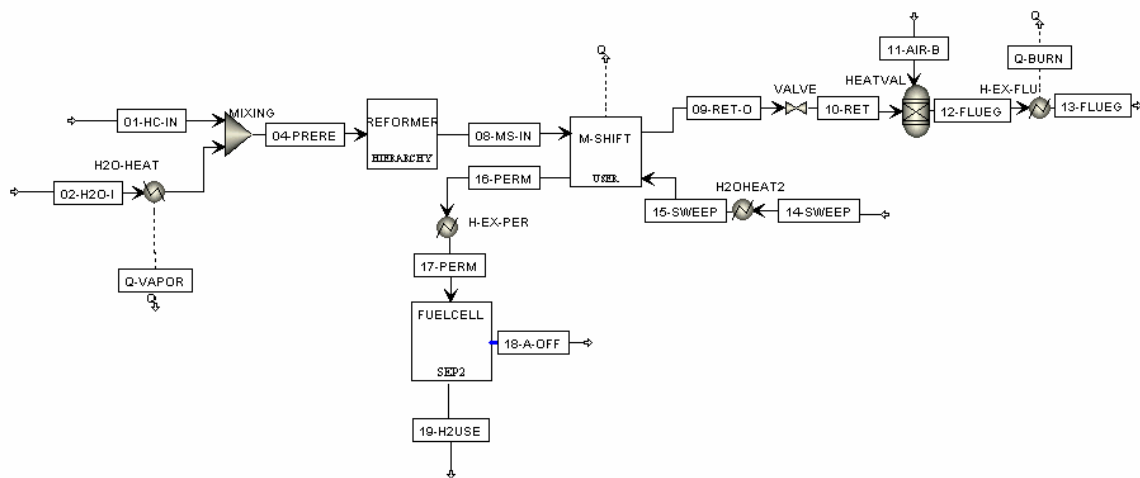 Q
11-AIR-B
Q-BURN
HEATVAL
H-EX-FLU
VALVE
MIXING
01-HC-IN
09-RET-O
10-RET
12-FLUEG
13-FLUEG
REFORMER
HIERARCHY
04-PRERE
08-MS-IN
M-SHIFT
USER
H2O-HEAT
02-H2O-I
16-PERM
H2OHEAT2
15-SWEEP
14-SWEEP
H-EX-PER
17-PERM
Q-VAPOR
Q
FUELCELL
18-A-OFF
SEP2
19-H2USE
Q